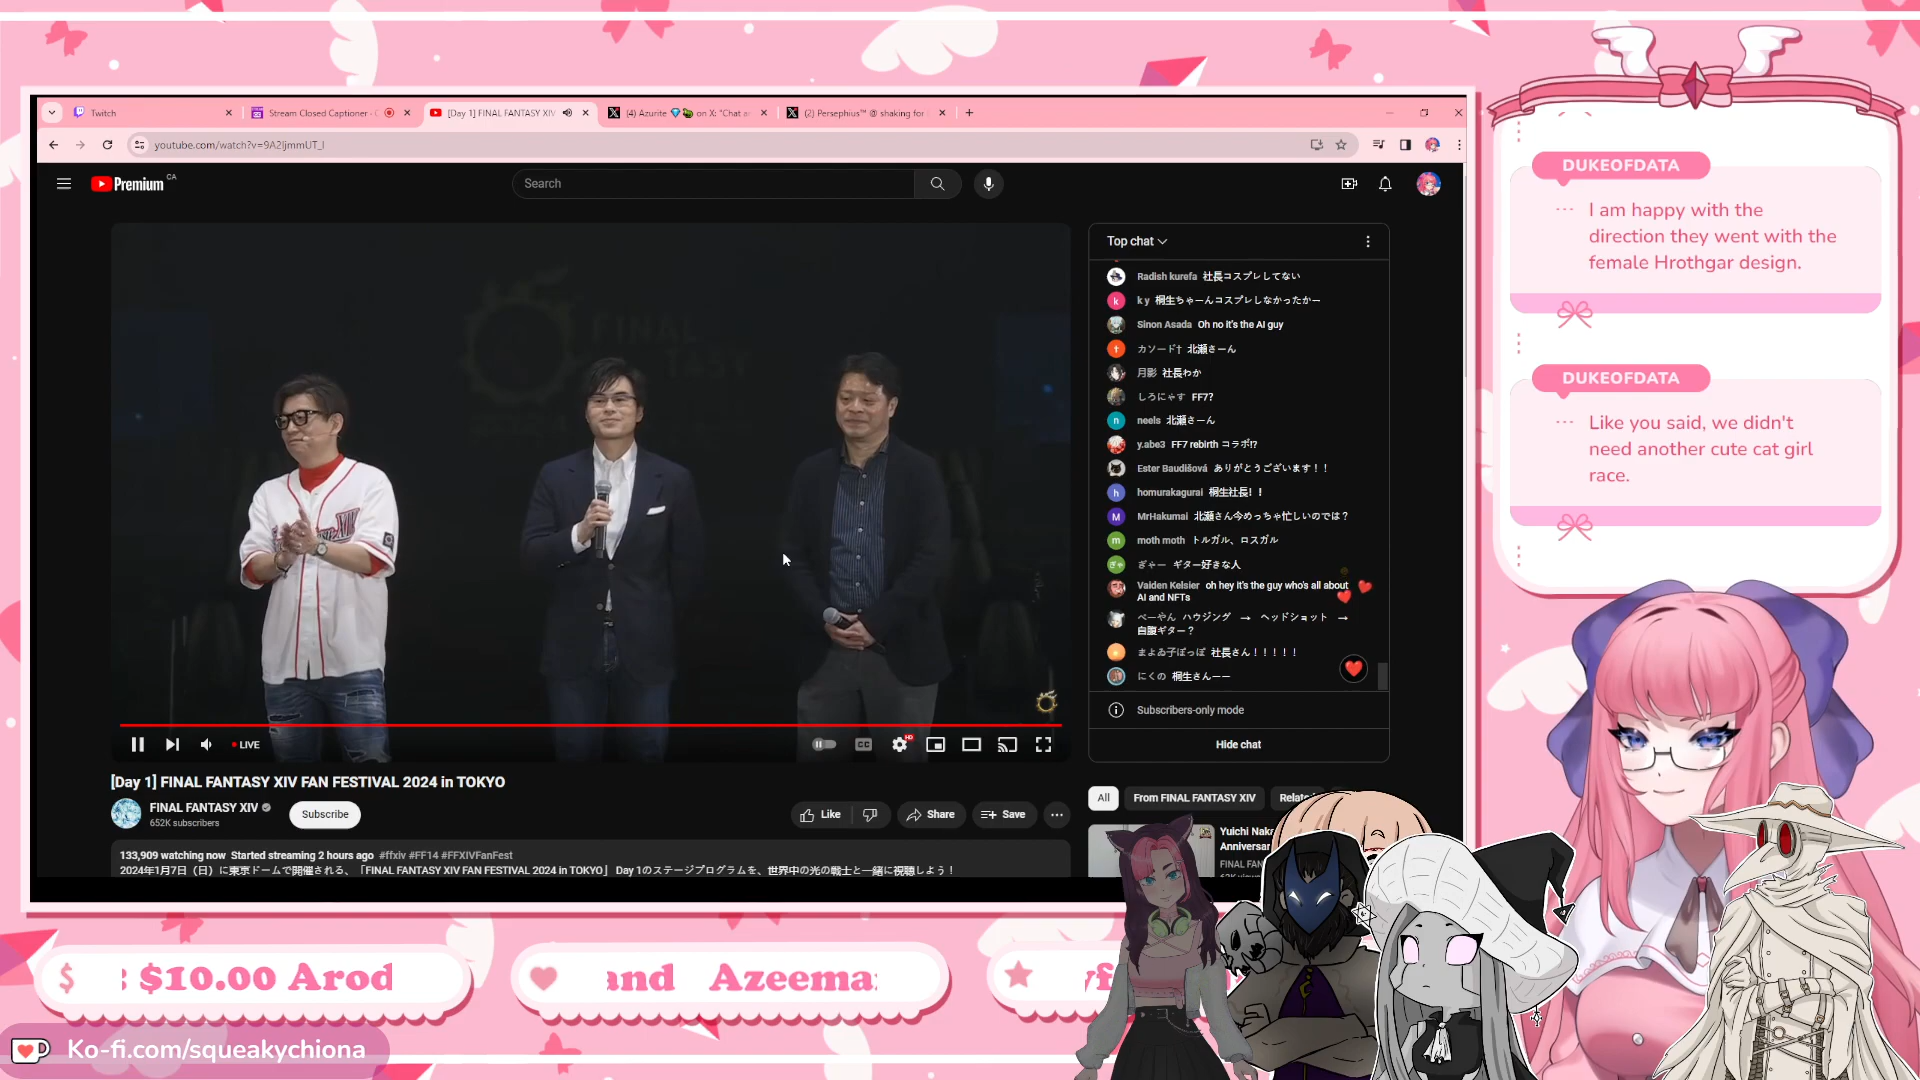 Twitch
Stream Closed Captioner - C
[Day 1] FINAL FANTASY XIV
(4) Azurite 💎🐢 on X: "Chat a
(2) Persephius™ @ shaking for
youtube.com/watch?v=9A2ljmmUT_I
Premium CA
Search
FINAL
[Day 1] FINAL FANTASY XIV FAN FESTIVAL 2024 in TOKYO
LIVE
FINAL FANTASY XIV
652K subscribers
Subscribe
Like
Share
Save
133,909 watching now Started streaming 2 hours ago #ffxiv #FF14 #FFXIVFanFest
2024年1月7日（日）に東京ドームで開催される、「FINAL FANTASY XIV FAN FESTIVAL 2024 in TOKYO」 Day 1のステージプログラムを、世界中の光の戦士と一緒に視聴しよう！
Top chat
Radish kurefa 社長コスプレしてない
k y 桐生ちゃーんコスプレしなかったかー
Sinon Asada Oh no it's the AI guy
カソード† 北瀬さーん
月影 社長わか
しろにゃす FF7?
neels 北瀬さーん
y.abe3 FF7 rebirth コラボ!?
Ester Baudišová ありがとうございます！！
homurakagurai 桐生社長！！
MrHakumai 北瀬さん今めっちゃ忙しいのでは？
moth moth トルガル、ロスガル
ぎゃー ギター好きな人
Vaiden Kelsier oh hey it's the guy who's all about
AI and NFTs
べーやん ハウジング → ヘッドショット →
自腹ギター？
まよゐ子ぽっぽ 社長さん！！！！！
にくの 桐生さんーー
Subscribers-only mode
Hide chat
All
From FINAL FANTASY XIV
Relate
Yuichi Naka
Anniversar
FINAL FAN
DUKEOFDATA
I am happy with the
direction they went with the
female Hrothgar design.
DUKEOFDATA
Like you said, we didn't
need another cute cat girl
race.
: $10.00 Arod
and Azeema
Ko-fi.com/squeakychiona